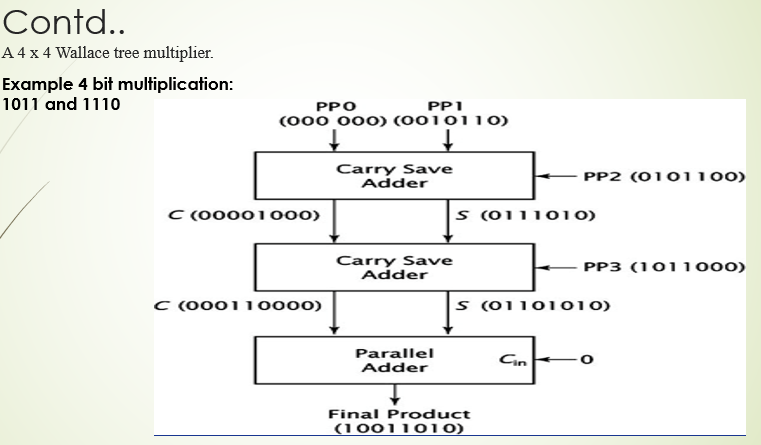 Contd..
A 4 x 4 Wallace tree multiplier.
Example 4 bit multiplication:
1011 and 1110
PP0 PP1
(000 000) (0010110)
Carry Save
Adder
PP2 (0101100)
C (00001000) S (0111010)
Carry Save
Adder
PP3 (1011000)
C (000110000) S (01101010)
Parallel
Adder
Cin
0
Final Product
(10011010)